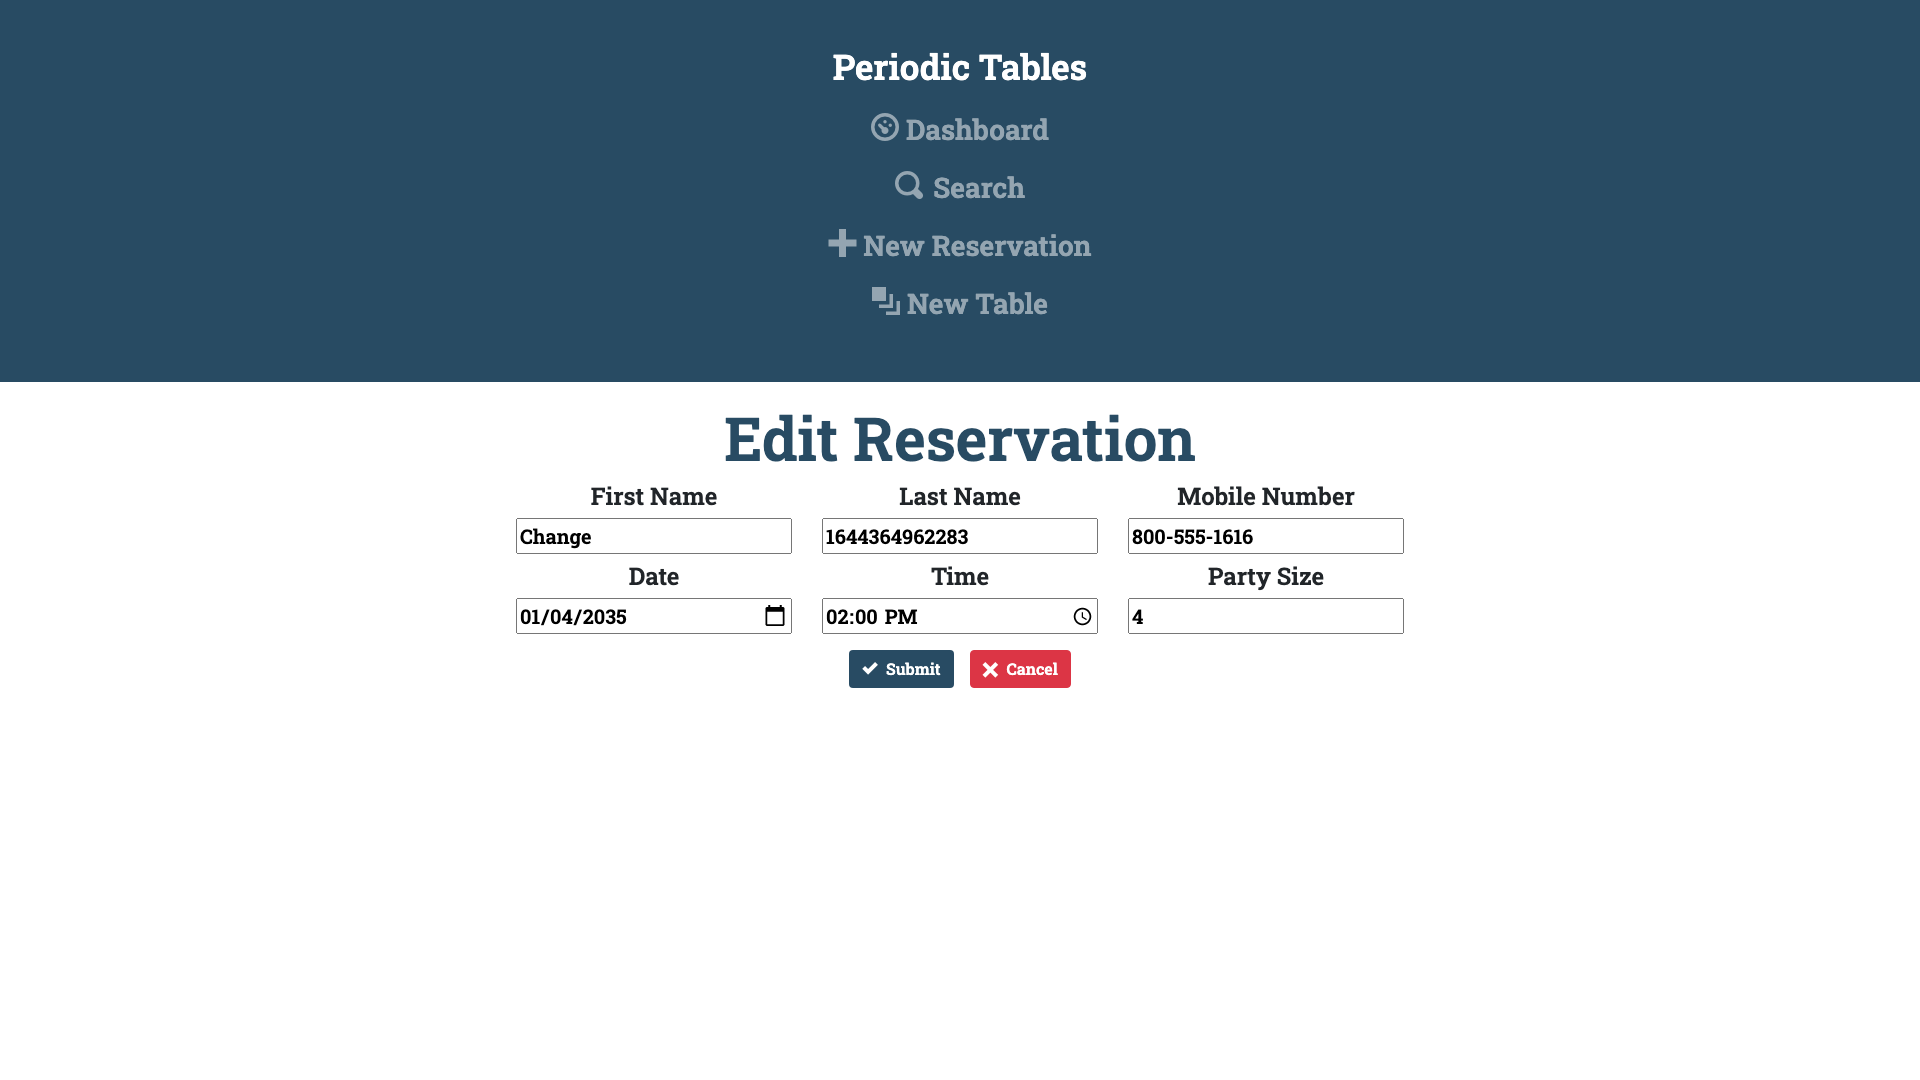 Periodic Tables
Dashboard
Search
New Reservation
New Table
Edit Reservation
First Name Last Name Mobile Number
Change 1644364962283 800-555-1616
Date Time Party Size
01/04/2035 02:00 PM 4
Submit Cancel